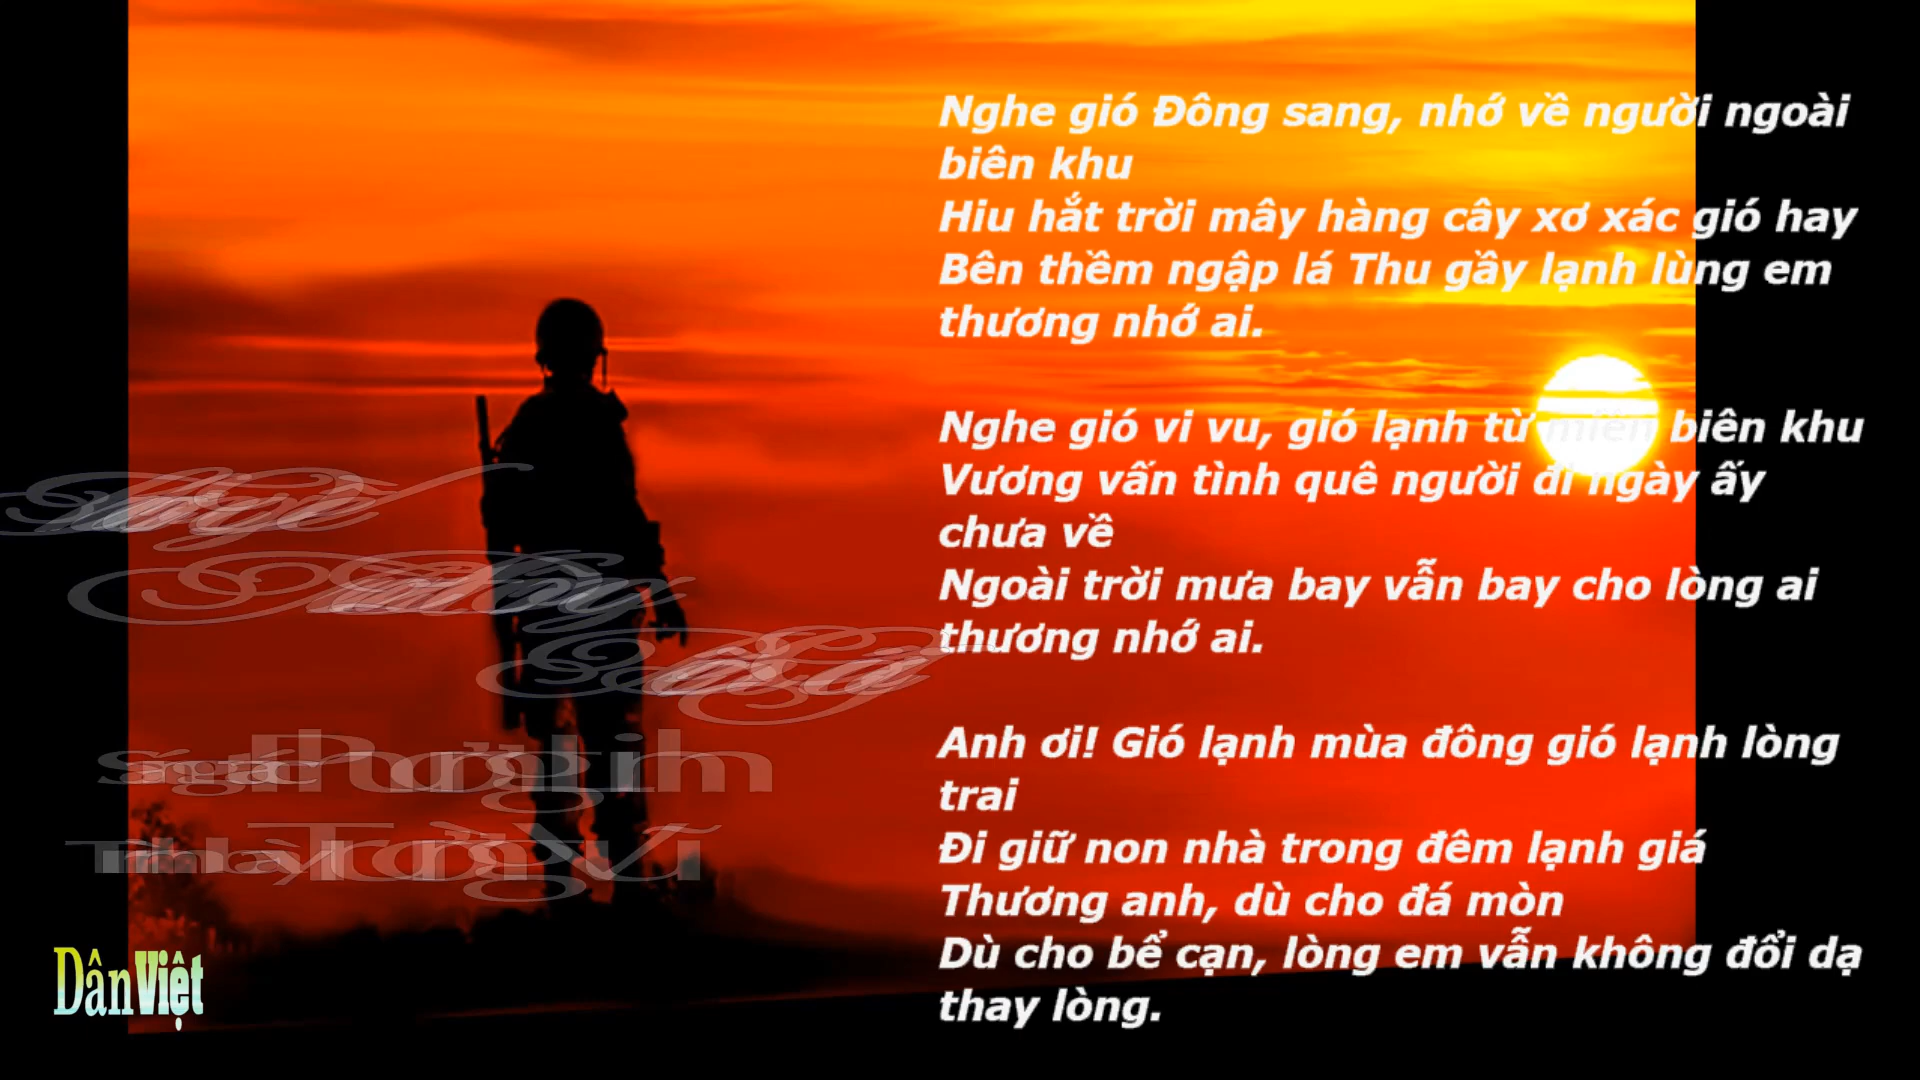 Nghe gió Đông sang, nhớ về người ngoài
biên khu
Hiu hắt trời mây hàng cây xơ xác gió hay
Bên thềm ngập lá Thu gầy lạnh lùng em
thương nhớ ai.
Nghe gió vi vu, gió lạnh từ miền biên khu
Vương vấn tình quê người đi ngày ấy
chưa về
Ngoài trời mưa bay vẫn bay cho lòng ai
thương nhớ ai.
Anh ơi! Gió lạnh mùa đông gió lạnh lòng
trai
Đi giữ non nhà trong đêm lạnh giá
Thương anh, dù cho đá mòn
Dù cho bể cạn, lòng em vẫn không đổi dạ
thay lòng.
DânViệt